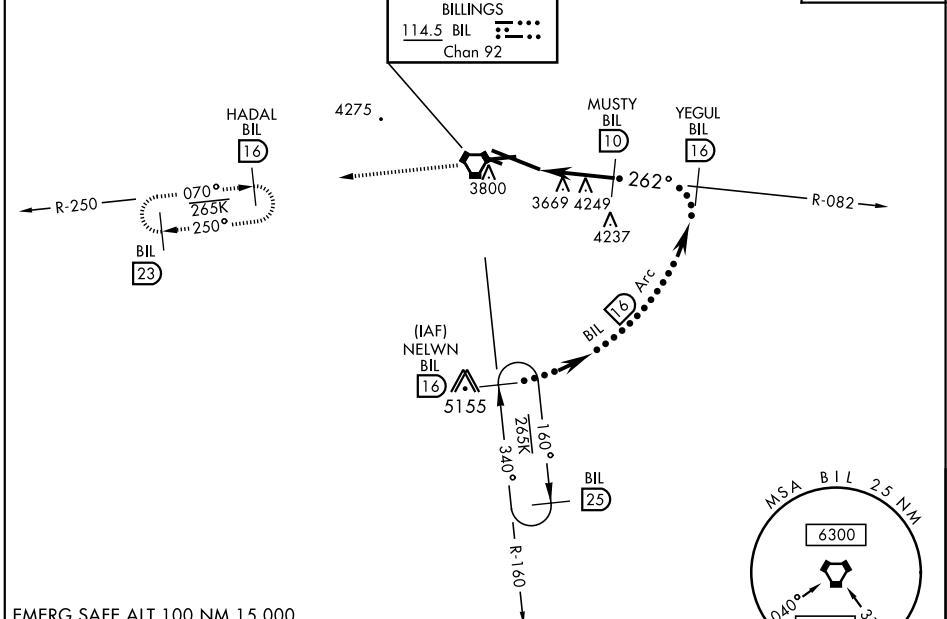 BILLINGS
114.5 BIL
Chan 92
HADAL
BIL
16
4275
MUSTY
BIL
10
YEGUL
BIL
16
3800
3669
4249
262°
4237
R-082
R-250
070°
265K
250°
BIL
23
BIL 16 Arc
(IAF)
NELWN
BIL
16
5155
340°
265K
160°
BIL
25
R-160
MSA BIL 25 NM
6300
040°
EMERG SAFE ALT 100 NM 15,000